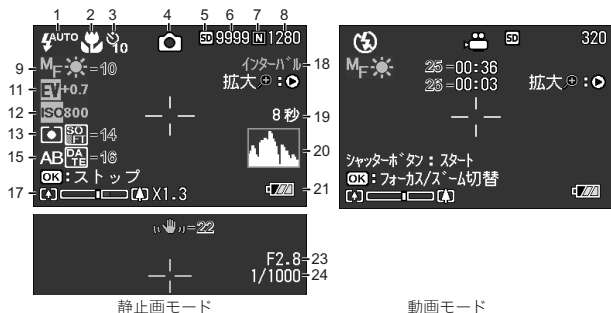 1 2 3 4 5 6 7 8
AUTO 10 SD 9999 N 1280
9 MF =10 インターバル 18
11 EV +0.7 拡大 : 
12 ISO 800 8秒 19
13 SOFT =14
15 AB DATE =16 20
OK : ストップ
17 X1.3 21
=22
F2.8 23
1/1000 24
静止画モード
SD 320
MF 25=00:36
26=00:03 拡大 :
シャッターボタン : スタート
OK : フォーカス/ズーム切替
動画モード